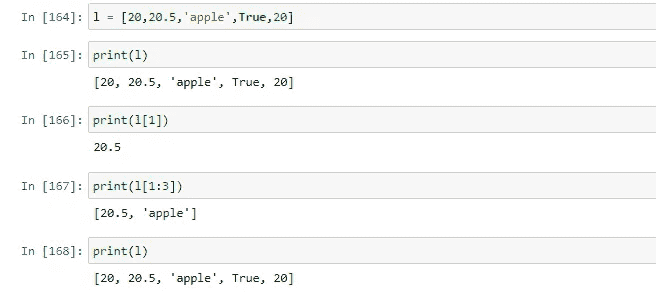 In [164]: l = [20,20.5,'apple',True,20]
In [165]: print(l)
[20, 20.5, 'apple', True, 20]
In [166]: print(l[1])
20.5
In [167]: print(l[1:3])
[20.5, 'apple']
In [168]: print(l)
[20, 20.5, 'apple', True, 20]